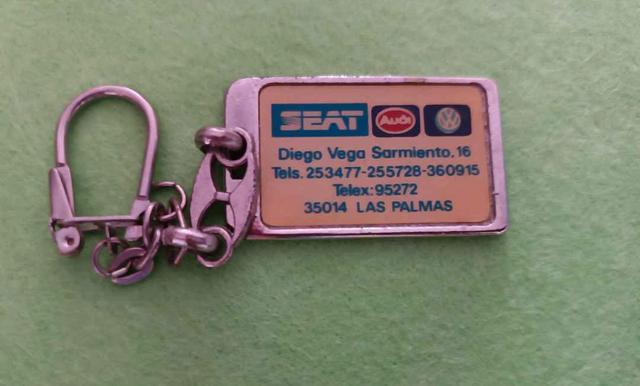 SEAT Audi VW
Diego Vega Sarmiento, 16
Tels. 253477-255728-360915
Telex: 95272
35014 LAS PALMAS